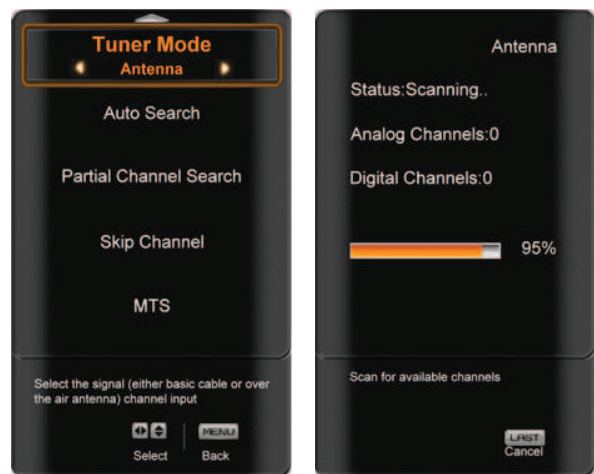 Tuner Mode
Antenna
Auto Search
Partial Channel Search
Skip Channel
MTS
Select the signal (either basic cable or over
the air antenna) channel input
MENU
Select Back
Antenna
Status:Scanning..
Analog Channels:0
Digital Channels:0
95%
Scan for available channels
LAST
Cancel